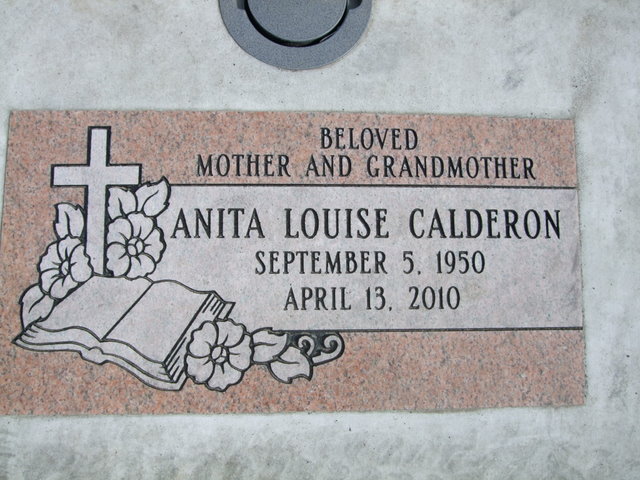 BELOVED
MOTHER AND GRANDMOTHER
ANITA LOUISE CALDERON
SEPTEMBER 5, 1950
APRIL 13, 2010